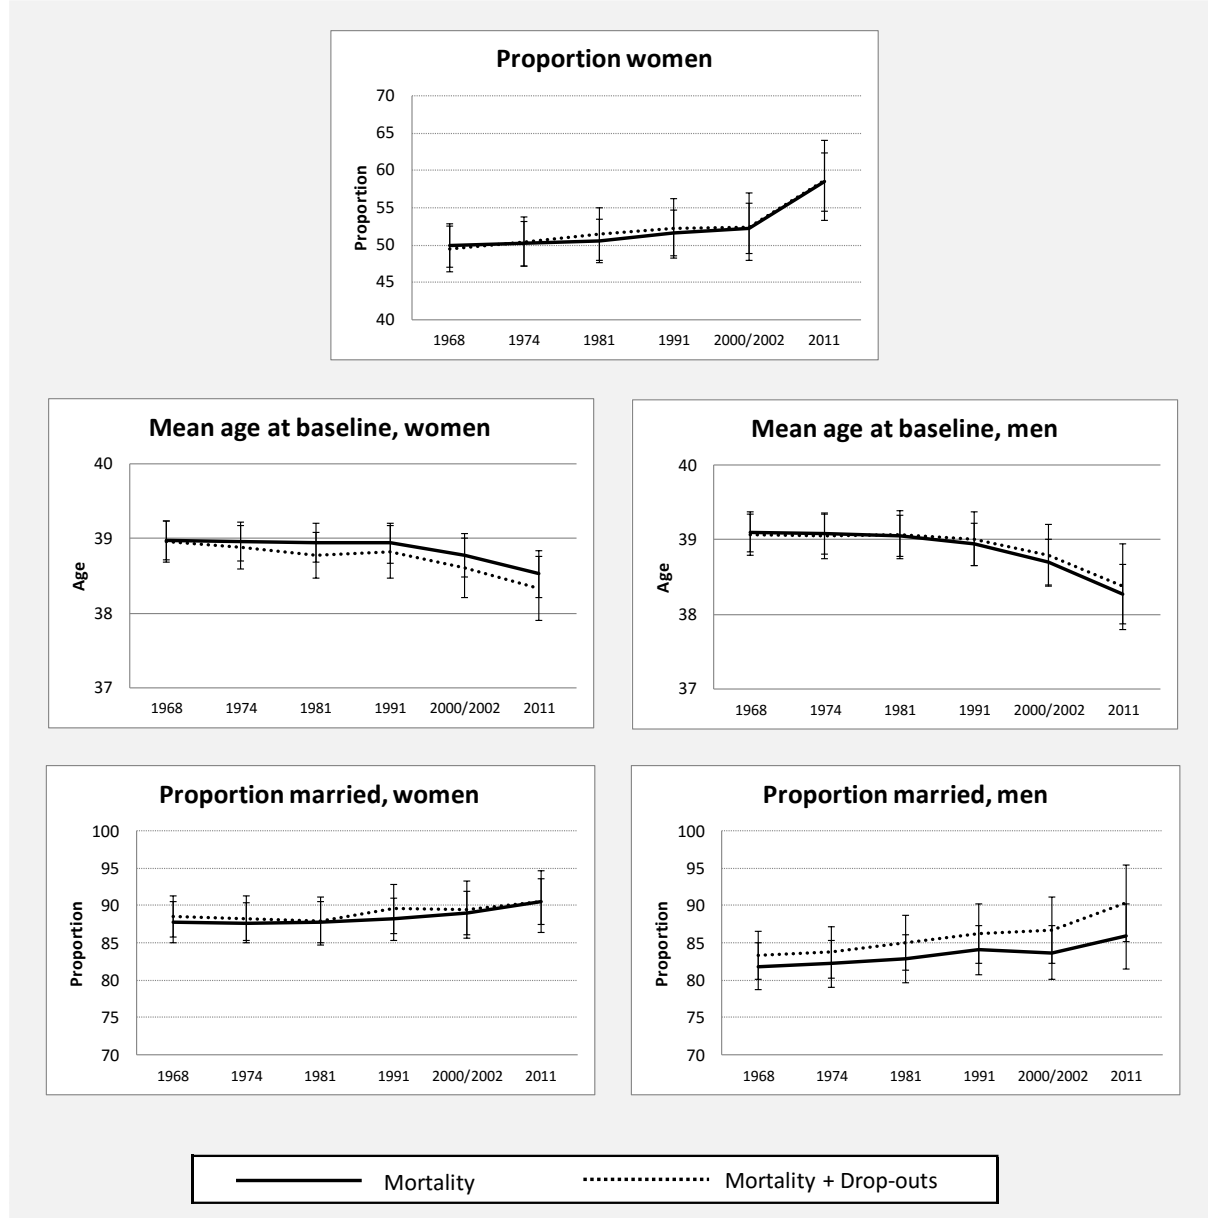 Proportion women
70
65
60
55
50
45
40
Proportion
1968 1974 1981 1991 2000/2002 2011
Mean age at baseline, women
40
39
38
37
Age
1968 1974 1981 1991 2000/2002 2011
Mean age at baseline, men
40
39
38
37
Age
1968 1974 1981 1991 2000/2002 2011
Proportion married, women
100
95
90
85
80
75
70
Proportion
1968 1974 1981 1991 2000/2002 2011
Proportion married, men
100
95
90
85
80
75
70
Proportion
1968 1974 1981 1991 2000/2002 2011
Mortality Mortality + Drop-outs